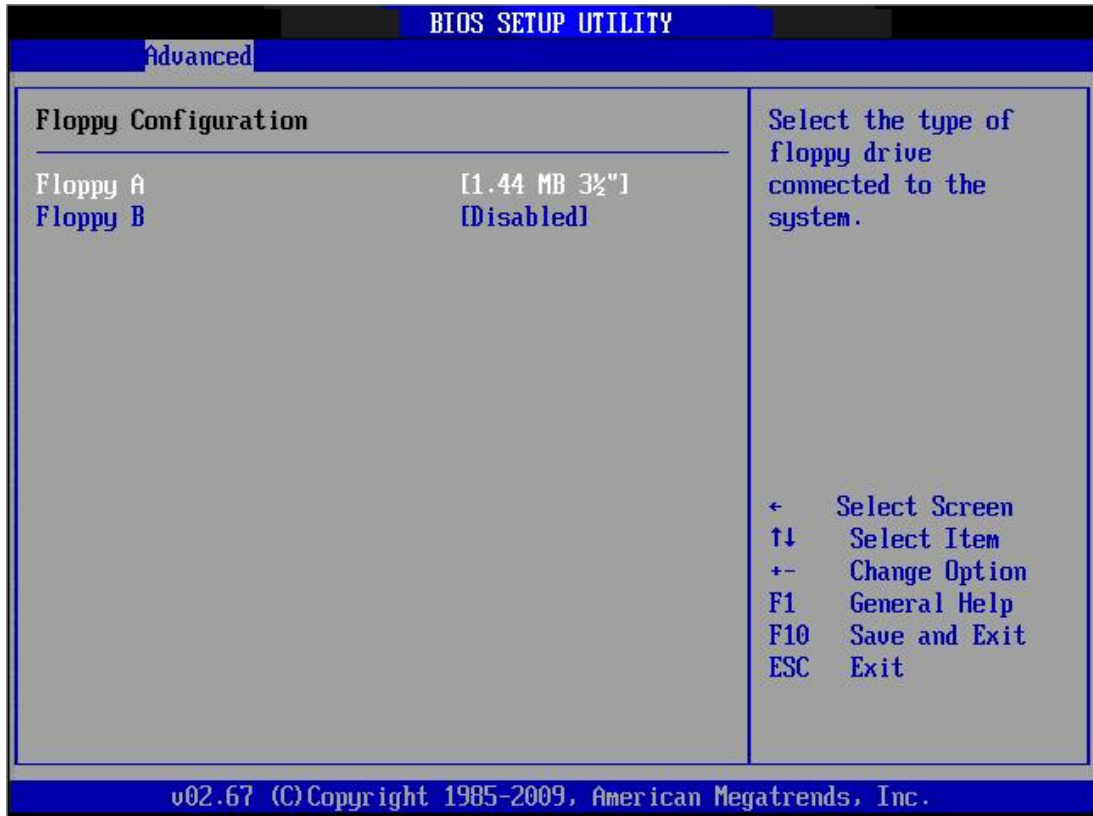 BIOS SETUP UTILITY
Advanced
Floppy Configuration
Floppy A [1.44 MB 3½"]
Floppy B [Disabled]
Select the type of
floppy drive
connected to the
system.
← Select Screen
↑↓ Select Item
+- Change Option
F1 General Help
F10 Save and Exit
ESC Exit
v02.67 (C)Copyright 1985-2009, American Megatrends, Inc.